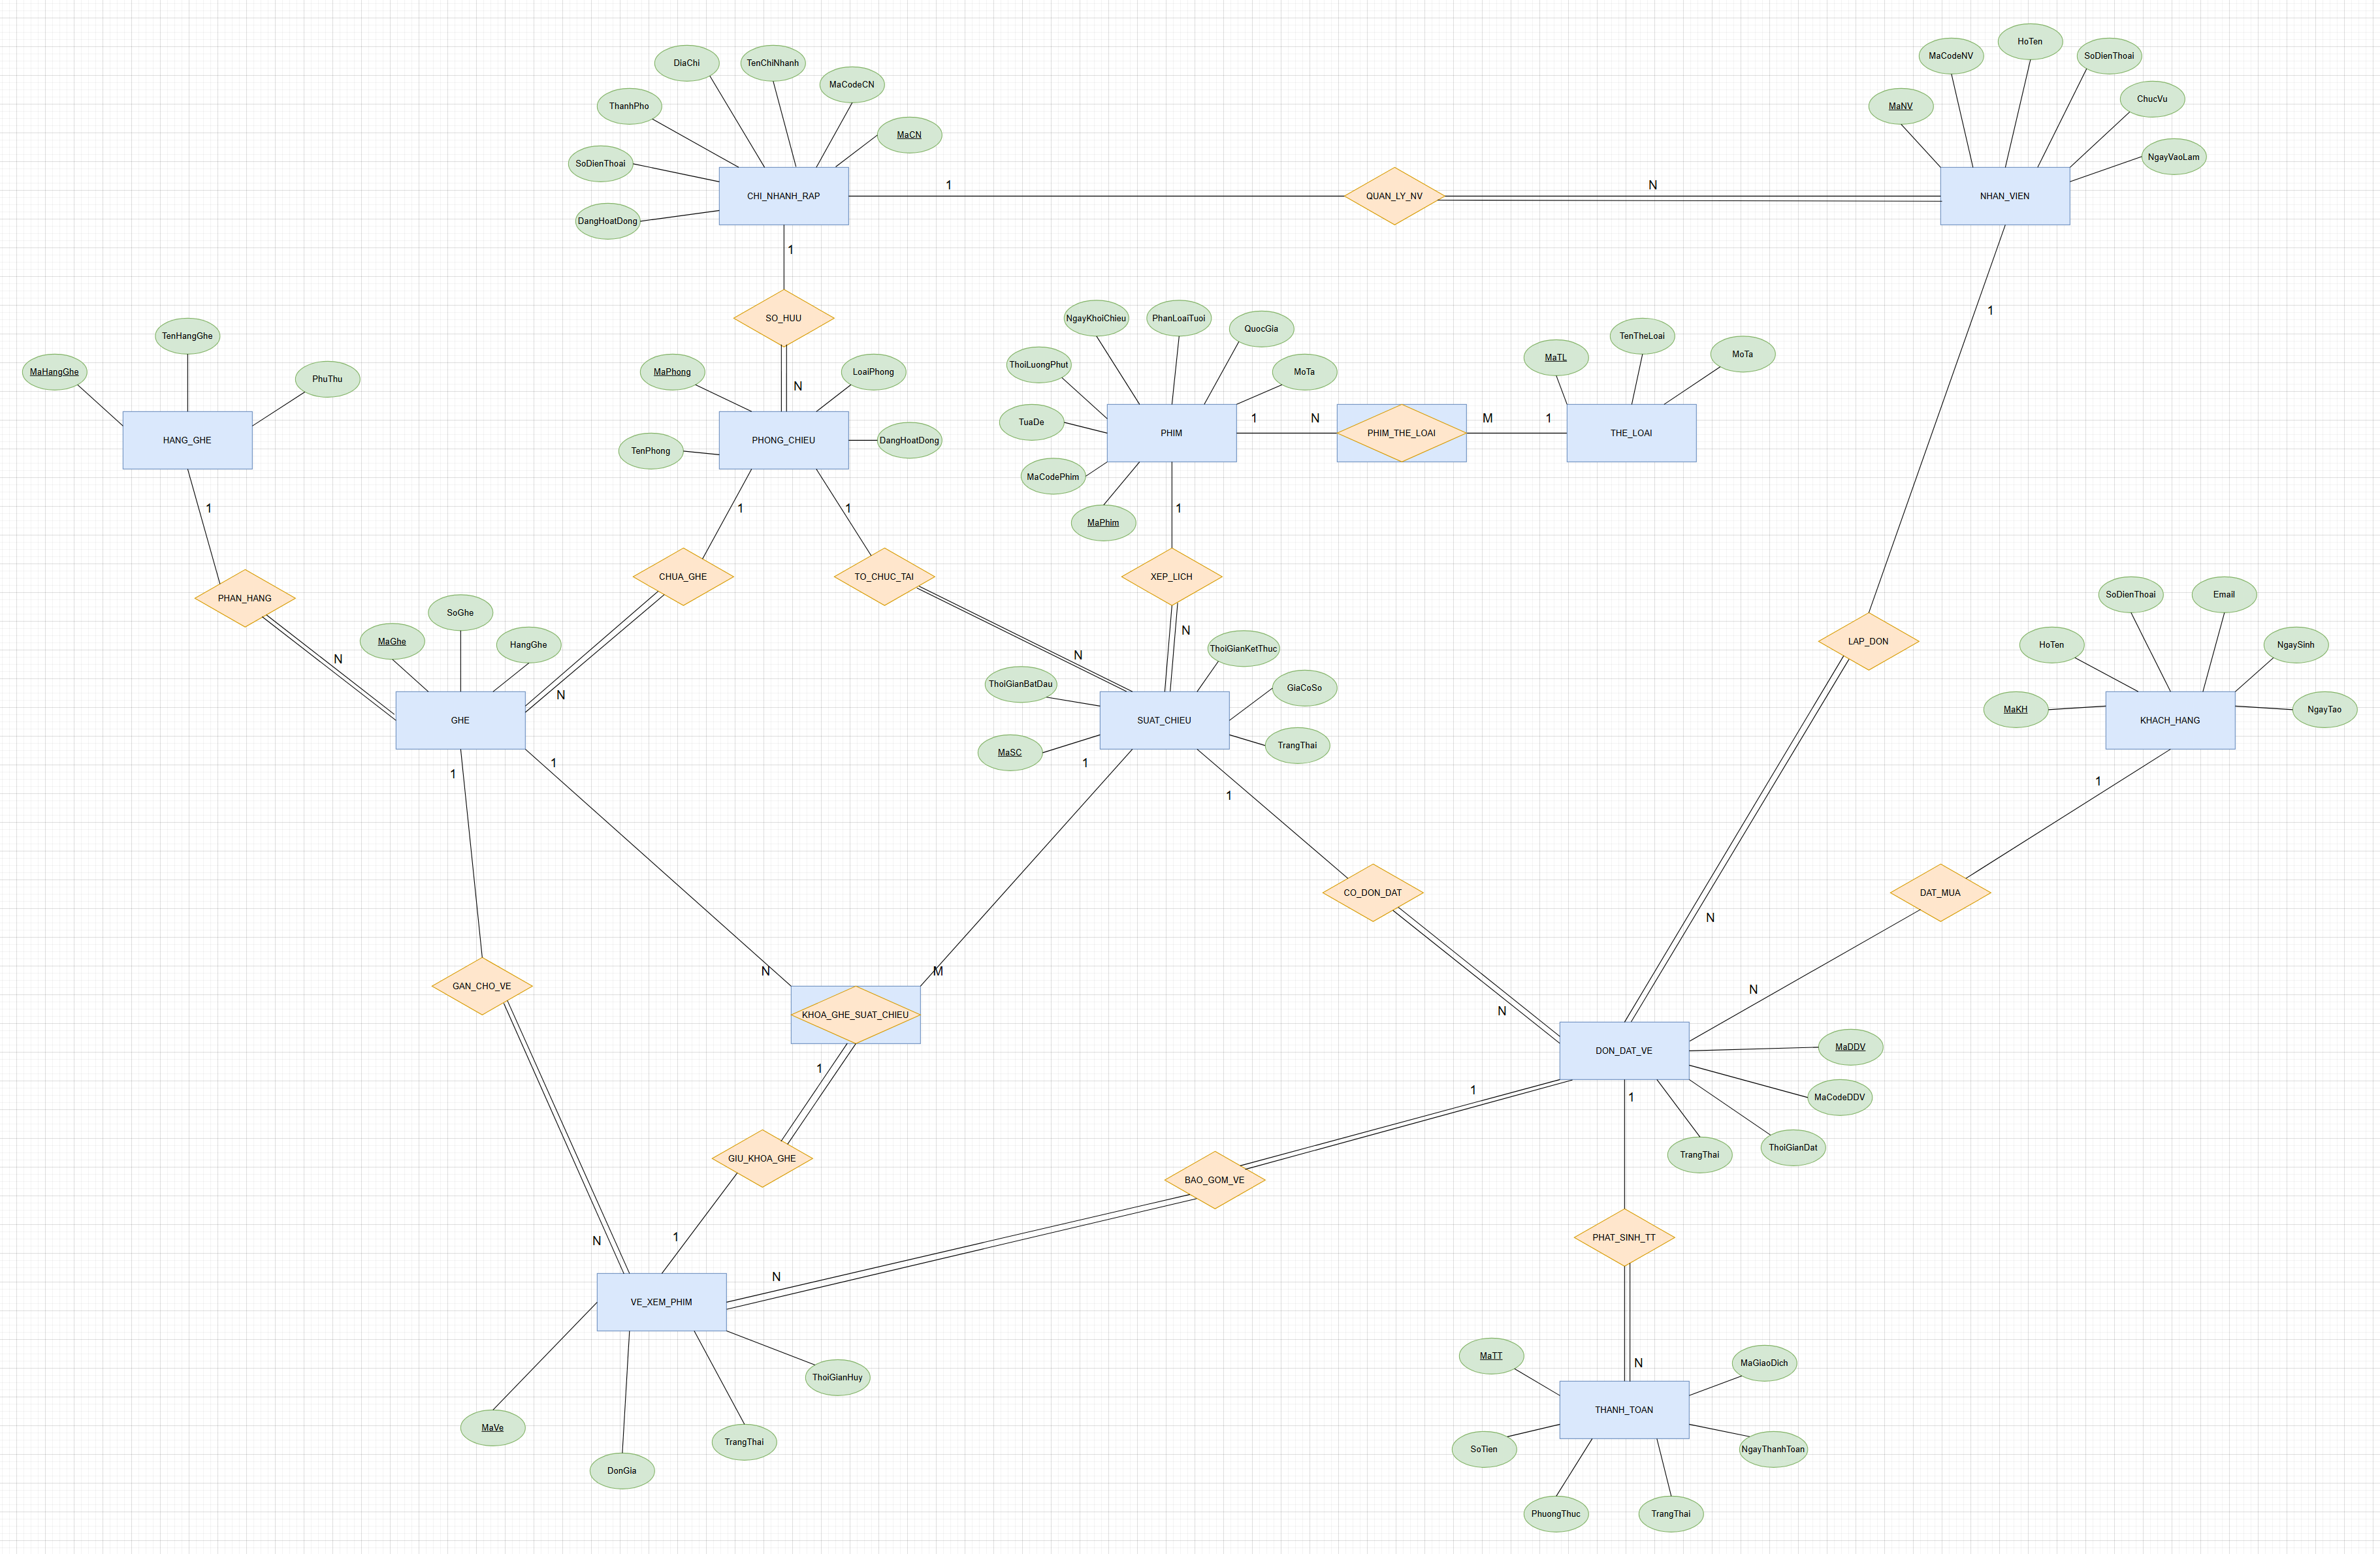 HoTen
MaCodeNV
SoDienThoai
DiaChi
TenChiNhanh
MaCodeCN
ChucVu
ThanhPho
MaNV
MaCN
NgayVaoLam
SoDienThoai
1
N
CHI_NHANH_RAP
QUAN_LY_NV
NHAN_VIEN
DangHoatDong
1
1
SO_HUU
NgayKhoiChieu
PhanLoaiTuoi
QuocGia
TenHangGhe
TenTheLoai
MoTa
MaTL
ThoiLuongPhut
MaHangGhe
PhuThu
MaPhong
LoaiPhong
MoTa
N
TuaDe
1
N
M
1
HANG_GHE
PHONG_CHIEU
DangHoatDong
PHIM
PHIM_THE_LOAI
THE_LOAI
TenPhong
MaCodePhim
1
1
1
1
MaPhim
CHUA_GHE
TO_CHUC_TAI
XEP_LICH
PHAN_HANG
SoDienThoai
Email
SoGhe
N
MaGhe
HangGhe
LAP_DON
ThoiGianKetThuc
HoTen
NgaySinh
N
N
ThoiGianBatDau
GiaCoSo
N
MaKH
NgayTao
GHE
SUAT_CHIEU
KHACH_HANG
TrangThai
MaSC
1
1
1
1
1
CO_DON_DAT
DAT_MUA
N
N
M
N
GAN_CHO_VE
KHOA_GHE_SUAT_CHIEU
N
DON_DAT_VE
MaDDV
1
1
1
MaCodeDDV
ThoiGianDat
TrangThai
GIU_KHOA_GHE
BAO_GOM_VE
1
N
PHAT_SINH_TT
N
VE_XEM_PHIM
MaTT
N
MaGiaoDich
ThoiGianHuy
THANH_TOAN
MaVe
TrangThai
SoTien
NgayThanhToan
DonGia
PhuongThuc
TrangThai